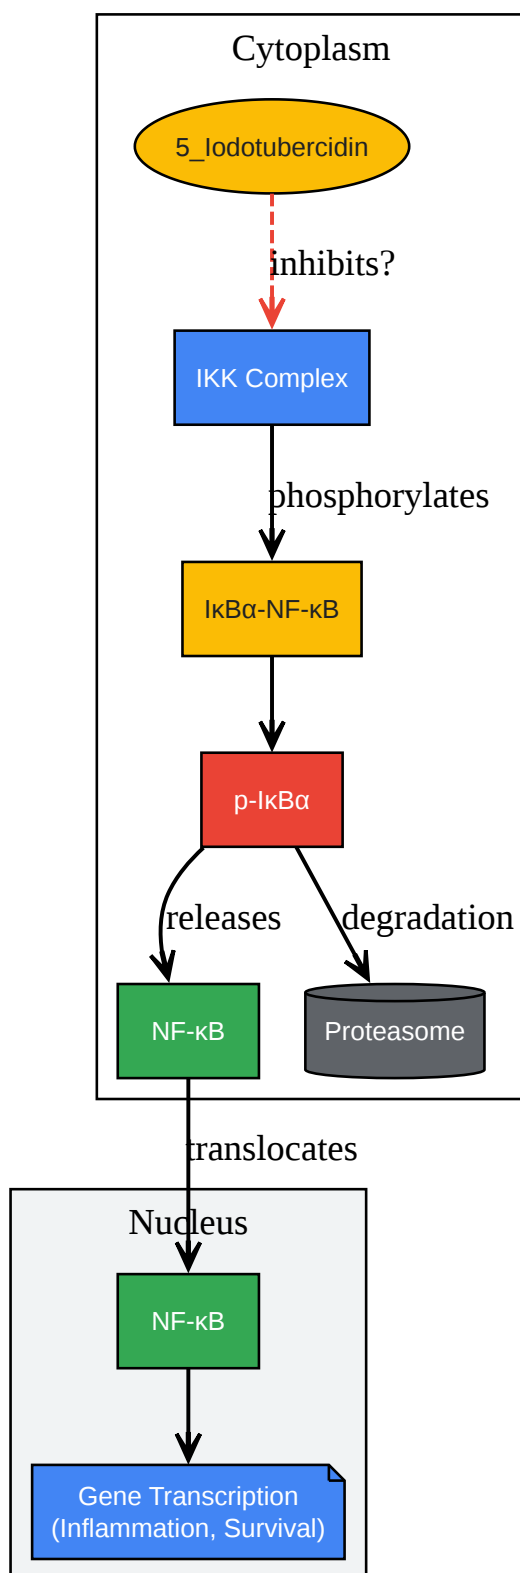 Cytoplasm
5_Iodotubercidin
inhibits?
IKK Complex
phosphorylates
IκBα-NF-κB
p-IκBα
releases
degradation
NF-κB
Proteasome
translocates
Nucleus
NF-κB
Gene Transcription
(Inflammation, Survival)